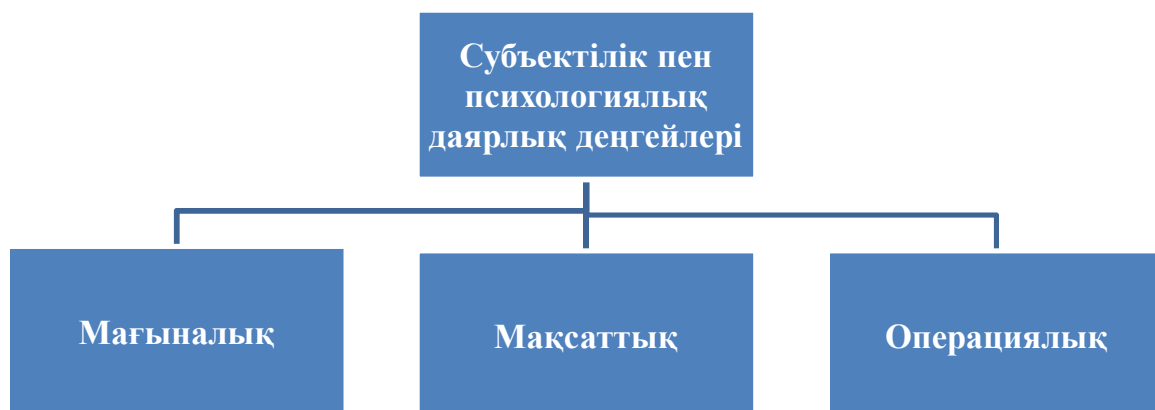 Субъектілік пен
психологиялық
даярлық деңгейлері
Мағыналық
Мақсаттық
Операциялық